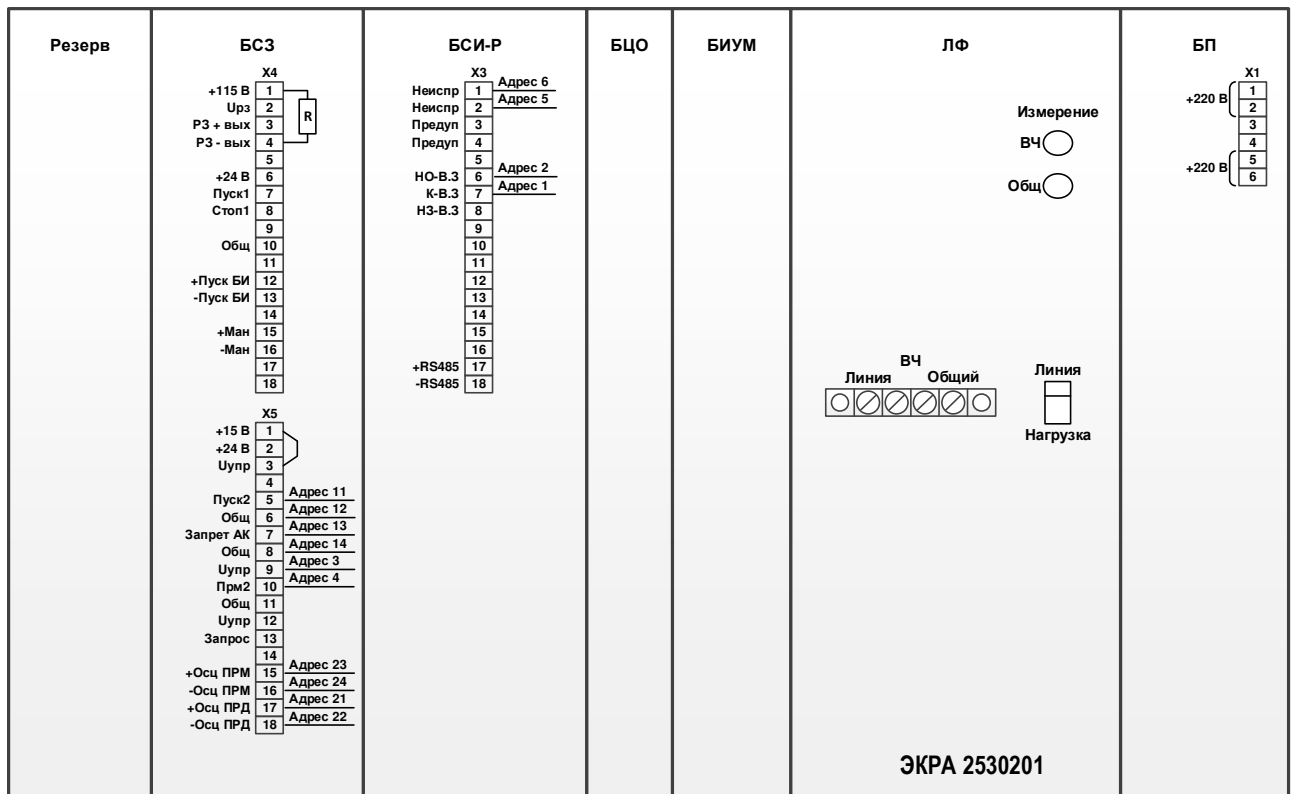 Резерв
БСЗ
БСИ-Р
БЦО
БИУМ
ЛФ
БП
X4
+115 В 1
Uрз 2
РЗ + вых 3
РЗ - вых 4
5
+24 В 6
Пуск1 7
Стоп1 8
9
Общ 10
11
+Пуск БИ 12
-Пуск БИ 13
14
+Ман 15
-Ман 16
17
18
R
X5
+15 В 1
+24 В 2
Uупр 3
4
Пуск2 5 Адрес 11
Общ 6 Адрес 12
Запрет АК 7 Адрес 13
Общ 8 Адрес 14
Uупр 9 Адрес 3
Прм2 10 Адрес 4
Общ 11
Uупр 12
Запрос 13
14
+Осц ПРМ 15 Адрес 23
-Осц ПРМ 16 Адрес 24
+Осц ПРД 17 Адрес 21
-Осц ПРД 18 Адрес 22
X3
Неиспр 1 Адрес 6
Неиспр 2 Адрес 5
Предуп 3
Предуп 4
5
НО-В.З 6 Адрес 2
К-В.З 7 Адрес 1
НЗ-В.З 8
9
10
11
12
13
14
15
16
+RS485 17
-RS485 18
Измерение
ВЧ
Общ
ВЧ
Линия Общий
Линия
Нагрузка
ЭКРА 2530201
X1
+220 В
1
2
3
4
+220 В
5
6